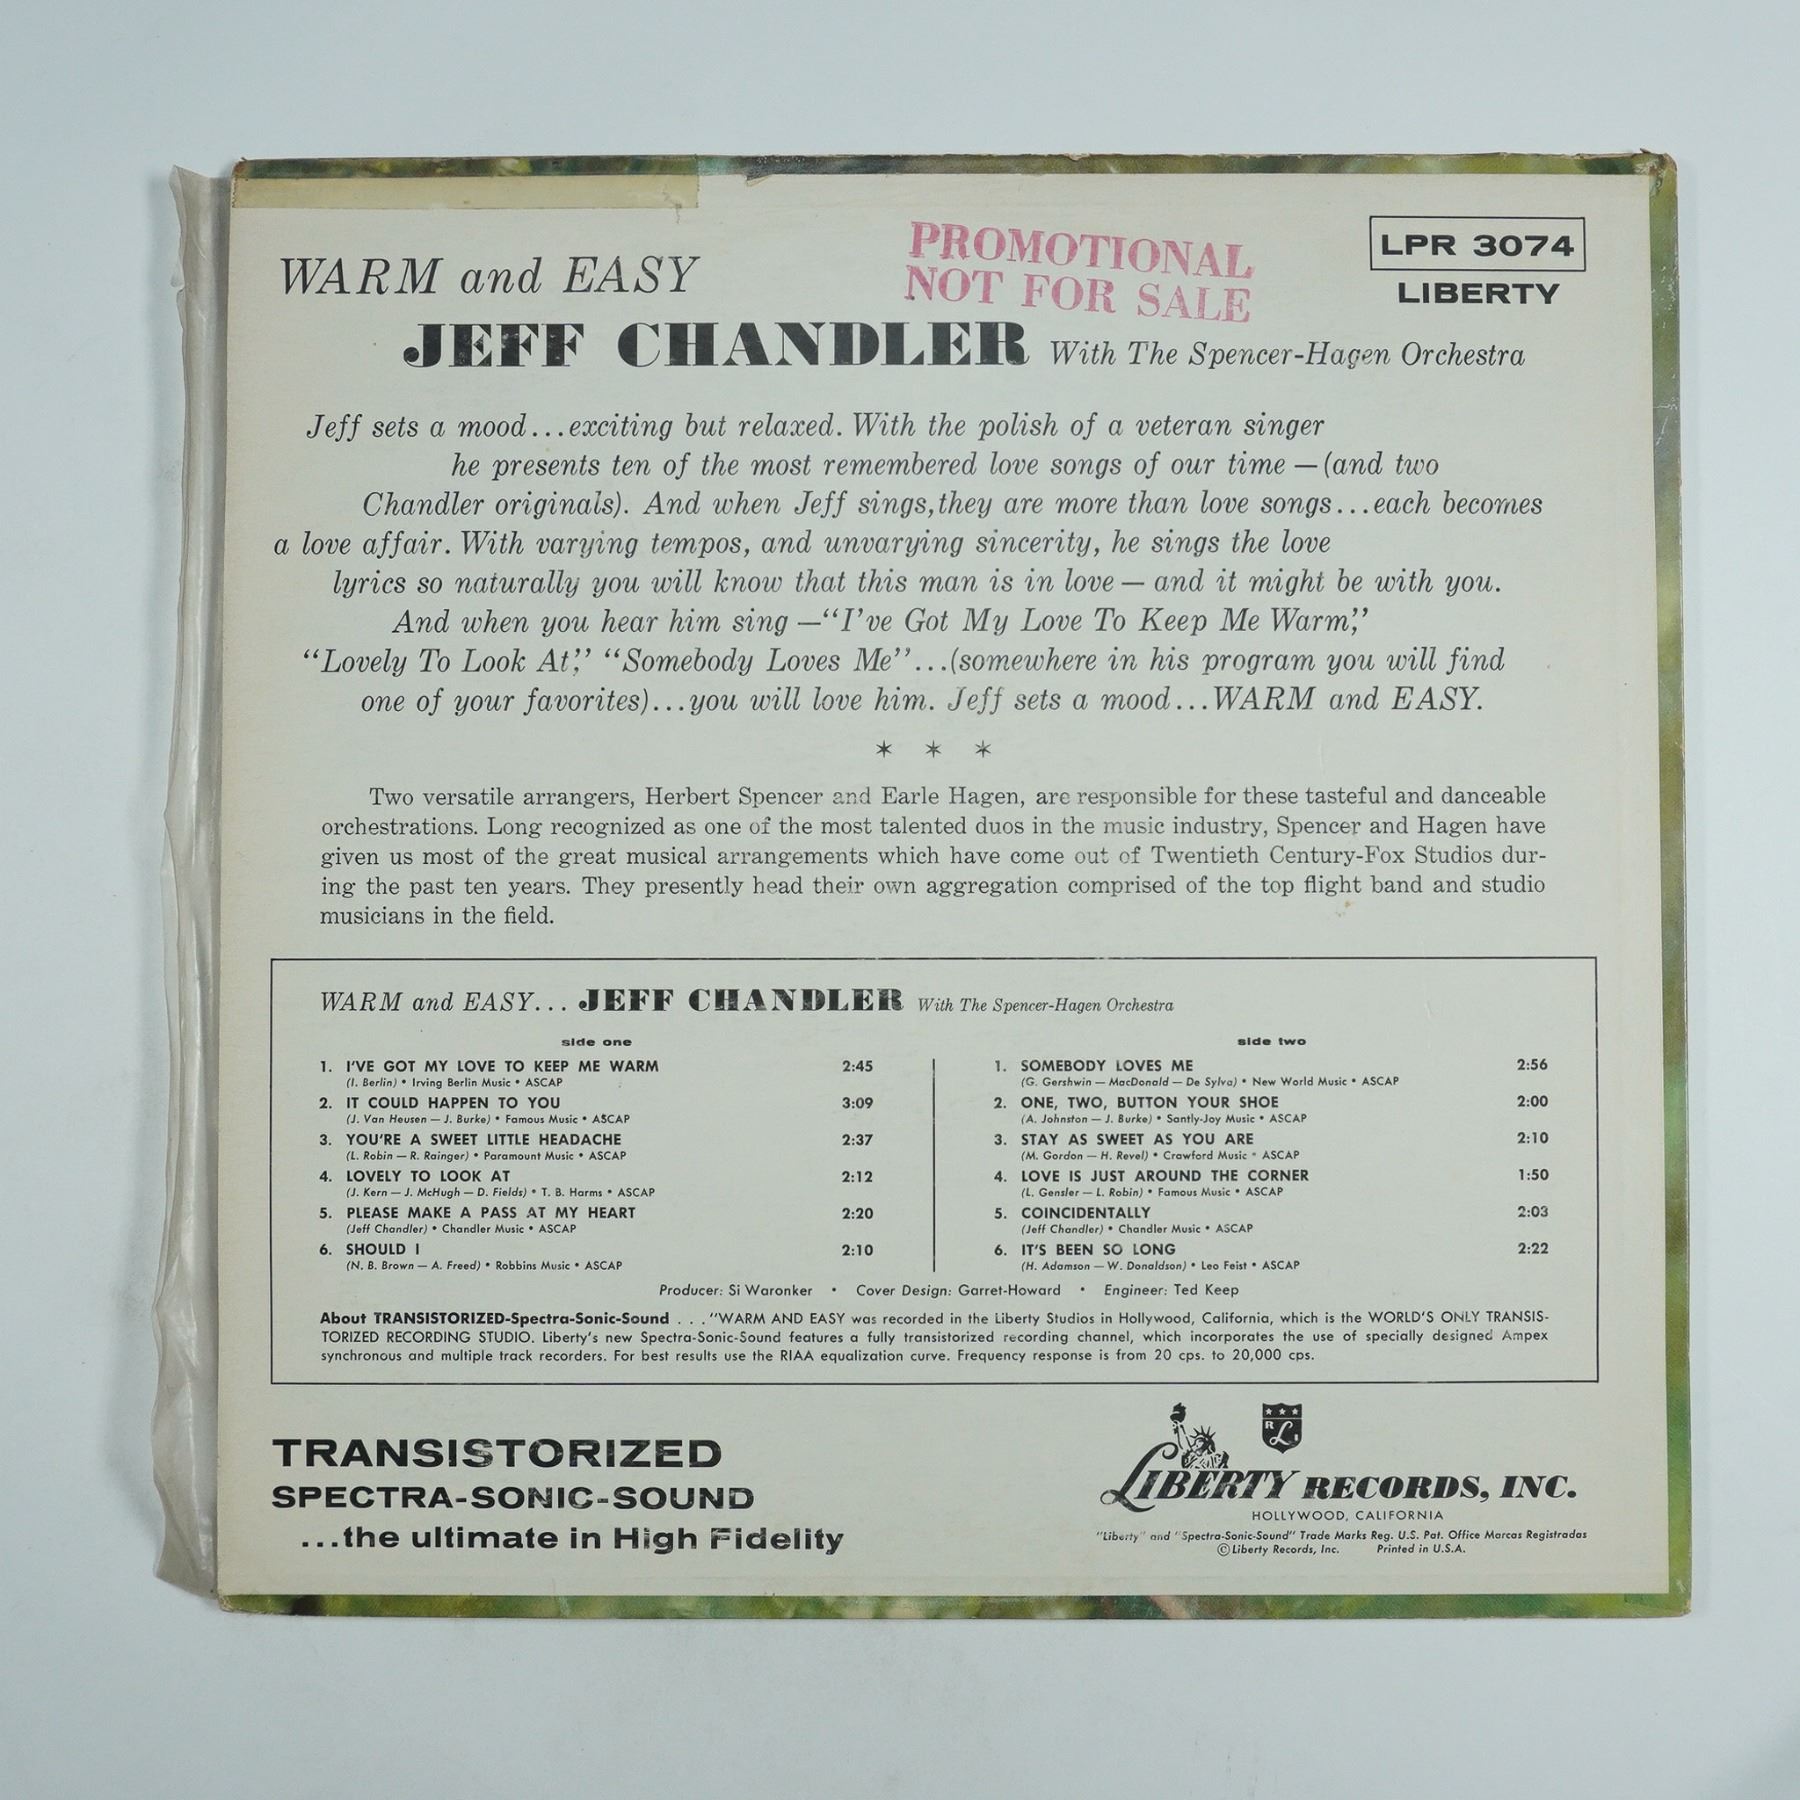 PROMOTIONAL
NOT FOR SALE
LPR 3074
LIBERTY
WARM and EASY
JEFF CHANDLER With The Spencer-Hagen Orchestra
Jeff sets a mood...exciting but relaxed. With the polish of a veteran singer
he presents ten of the most remembered love songs of our time — (and two
Chandler originals). And when Jeff sings, they are more than love songs...each becomes
a love affair. With varying tempos, and unvarying sincerity, he sings the love
lyrics so naturally you will know that this man is in love — and it might be with you.
And when you hear him sing — “I’ve Got My Love To Keep Me Warm,”
“Lovely To Look At,” “Somebody Loves Me”...(somewhere in his program you will find
one of your favorites)...you will love him. Jeff sets a mood...WARM and EASY.
* * *
Two versatile arrangers, Herbert Spencer and Earle Hagen, are responsible for these tasteful and danceable
orchestrations. Long recognized as one of the most talented duos in the music industry, Spencer and Hagen have
given us most of the great musical arrangements which have come out of Twentieth Century-Fox Studios dur-
ing the past ten years. They presently head their own aggregation comprised of the top flight band and studio
musicians in the field.
WARM and EASY... JEFF CHANDLER With The Spencer-Hagen Orchestra
side one
1. I'VE GOT MY LOVE TO KEEP ME WARM 2:45
(I. Berlin) • Irving Berlin Music • ASCAP
2. IT COULD HAPPEN TO YOU 3:09
(J. Van Heusen — J. Burke) • Famous Music • ASCAP
3. YOU'RE A SWEET LITTLE HEADACHE 2:37
(L. Robin — R. Rainger) • Paramount Music • ASCAP
4. LOVELY TO LOOK AT 2:12
(J. Kern — J. McHugh — D. Fields) • T. B. Harms • ASCAP
5. PLEASE MAKE A PASS AT MY HEART 2:20
(Jeff Chandler) • Chandler Music • ASCAP
6. SHOULD I 2:10
(N. B. Brown — A. Freed) • Robbins Music • ASCAP
side two
1. SOMEBODY LOVES ME 2:56
(G. Gershwin — MacDonald — De Sylva) • New World Music • ASCAP
2. ONE, TWO, BUTTON YOUR SHOE 2:00
(A. Johnston — J. Burke) • Santly-Joy Music • ASCAP
3. STAY AS SWEET AS YOU ARE 2:10
(M. Gordon — H. Revel) • Crawford Music • ASCAP
4. LOVE IS JUST AROUND THE CORNER 1:50
(L. Gensler — L. Robin) • Famous Music • ASCAP
5. COINCIDENTALLY 2:03
(Jeff Chandler) • Chandler Music • ASCAP
6. IT'S BEEN SO LONG 2:22
(H. Adamson — W. Donaldson) • Leo Feist • ASCAP
Producer: Si Waronker • Cover Design: Garret-Howard • Engineer: Ted Keep
About TRANSISTORIZED-Spectra-Sonic-Sound . . . "WARM AND EASY was recorded in the Liberty Studios in Hollywood, California, which is the WORLD'S ONLY TRANSIS-
TORIZED RECORDING STUDIO. Liberty's new Spectra-Sonic-Sound features a fully transistorized recording channel, which incorporates the use of specially designed Ampex
synchronous and multiple track recorders. For best results use the RIAA equalization curve. Frequency response is from 20 cps. to 20,000 cps.
TRANSISTORIZED
SPECTRA-SONIC-SOUND
...the ultimate in High Fidelity
R L I
LIBERTY RECORDS, INC.
HOLLYWOOD, CALIFORNIA
"Liberty" and "Spectra-Sonic-Sound" Trade Marks Reg. U.S. Pat. Office Marcas Registradas
© Liberty Records, Inc. Printed in U.S.A.